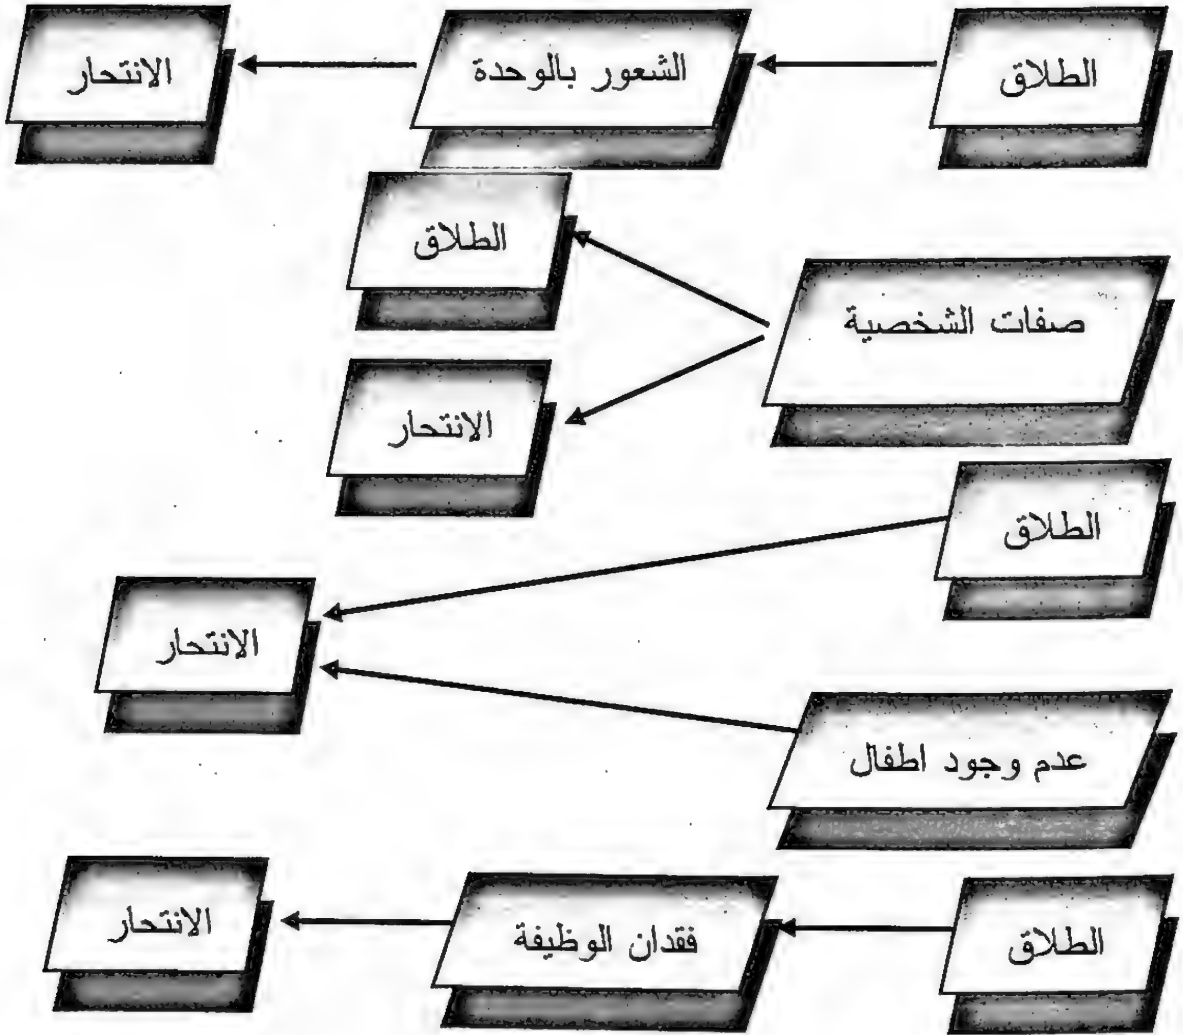 الطلاق
الشعور بالوحدة
الانتحار
الطلاق
صفات الشخصية
الانتحار
الطلاق
الانتحار
عدم وجود اطفال
الطلاق
فقدان الوظيفة
الانتحار